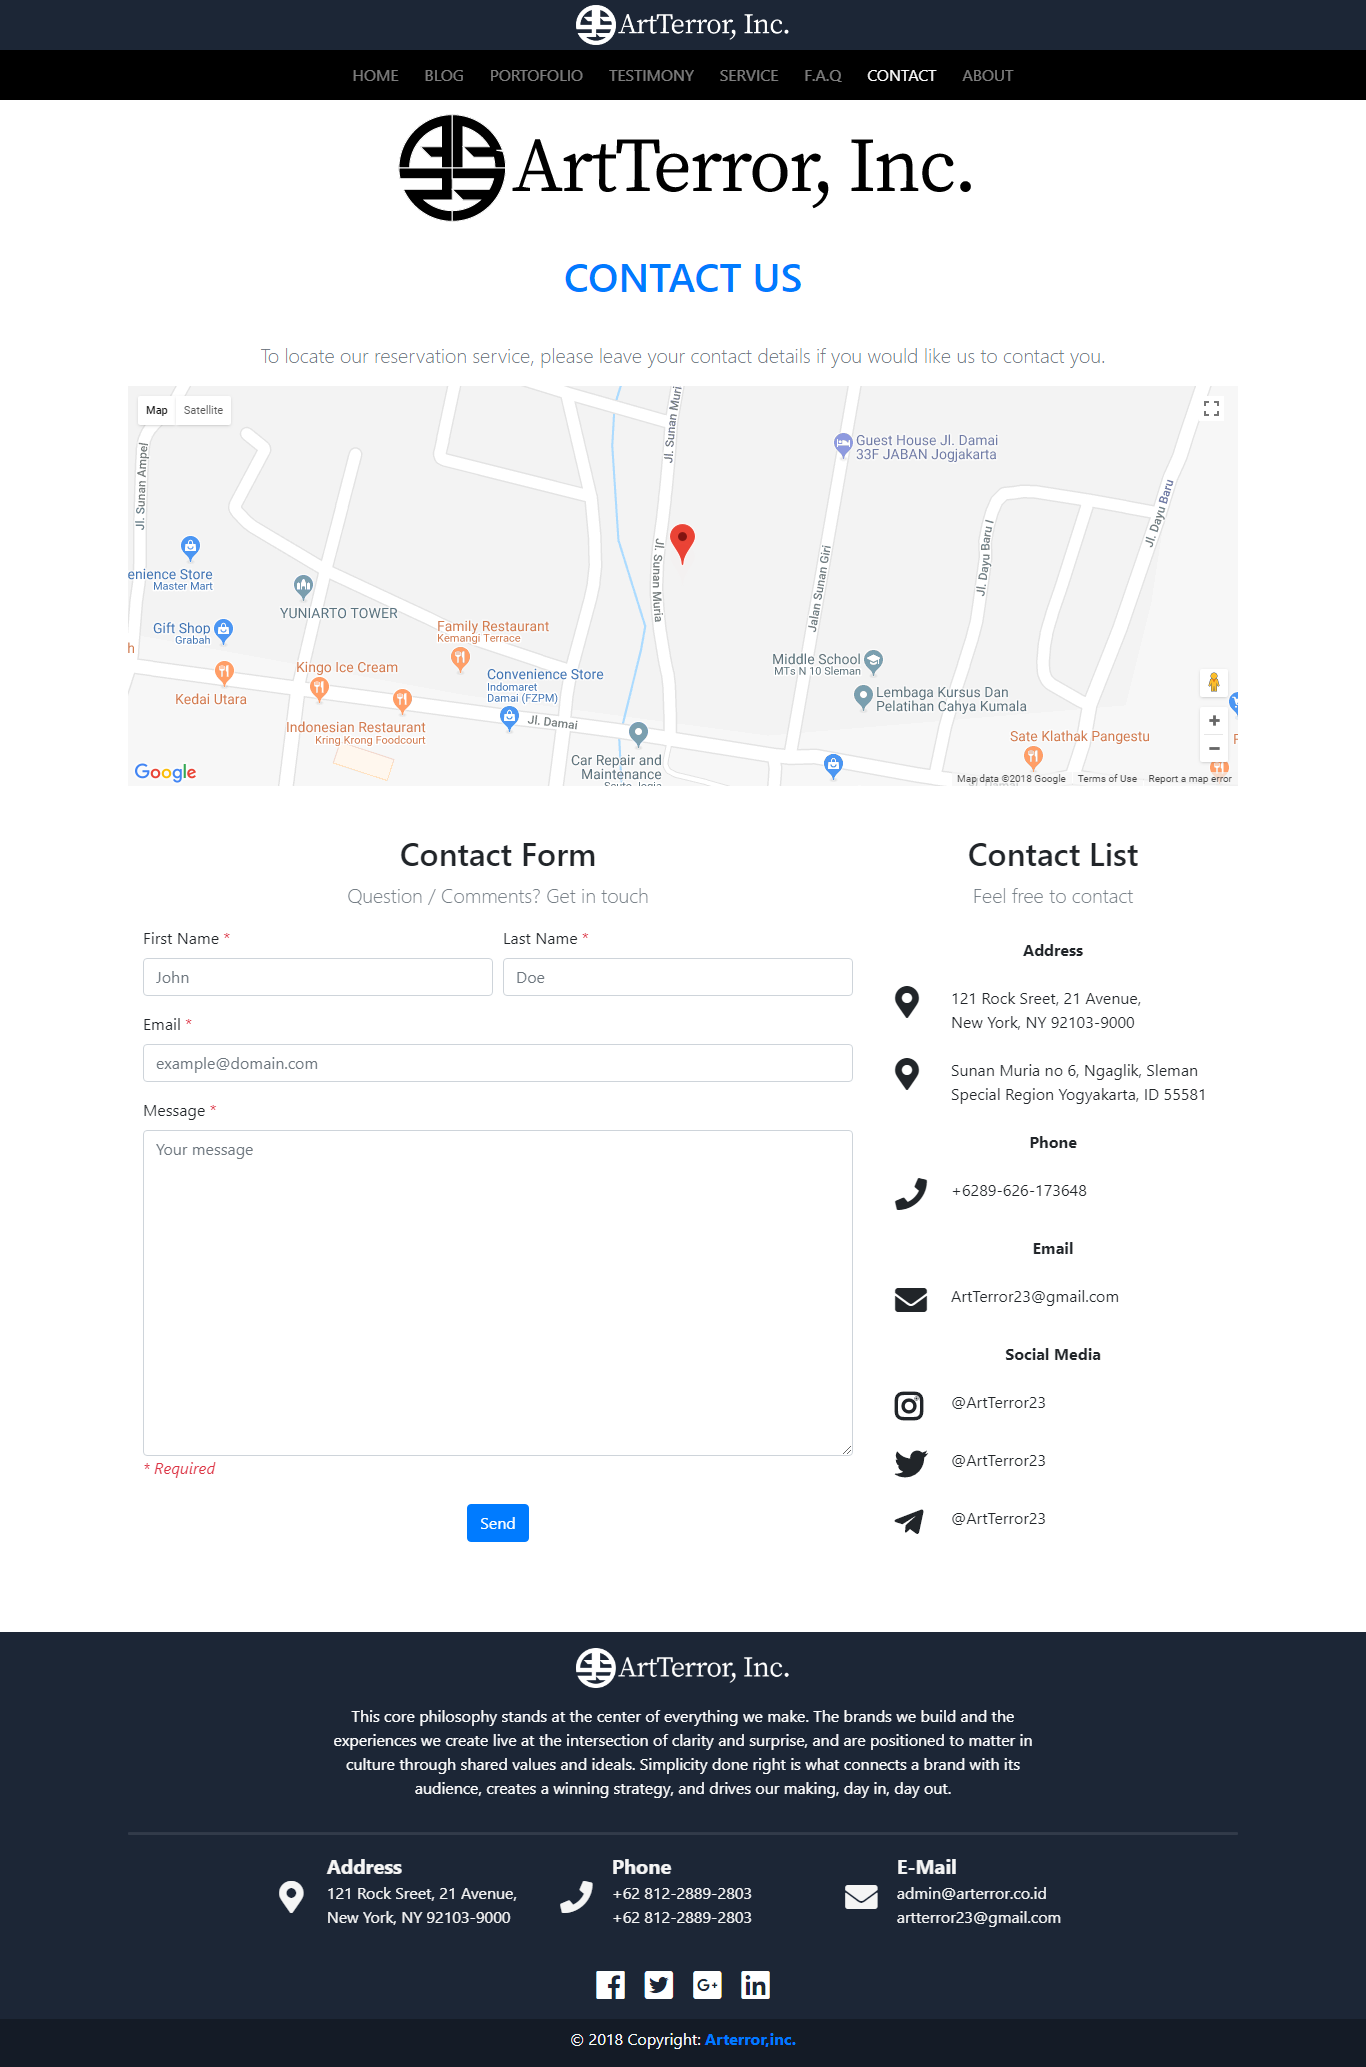 ArtTerror, Inc.
HOME BLOG PORTOFOLIO TESTIMONY SERVICE F.A.Q CONTACT ABOUT
ArtTerror, Inc.
CONTACT US
To locate our reservation service, please leave your contact details if you would like us to contact you.
Map Satellite
Jl. Sunan Ampel
Jl. Sunan Muri
Guest House Jl. Damai
33F JABAN Jogjakarta
Jl. Dayu Baru
Jl. Dayu Baru I
Jl. Sunan Muria
Jalan Sunan Giri
enience Store
Master Mart
YUNIARTO TOWER
Gift Shop
Grabah
Family Restaurant
Kemangi Terrace
h
Kingo Ice Cream
Kedai Utara
Convenience Store
Indomaret
Damai (FZPM)
Middle School
MTs N 10 Sleman
Lembaga Kursus Dan
Pelatihan Cahya Kumala
Indonesian Restaurant
Kring Krong Foodcourt
Jl. Damai
Car Repair and
Maintenance
Sate Klathak Pangestu
Google
Map data ©2018 Google Terms of Use Report a map error
Contact Form
Question / Comments? Get in touch
First Name * Last Name *
John Doe
Email *
example@domain.com
Message *
Your message
* Required
Send
Contact List
Feel free to contact
Address
121 Rock Sreet, 21 Avenue,
New York, NY 92103-9000
Sunan Muria no 6, Ngaglik, Sleman
Special Region Yogyakarta, ID 55581
Phone
+6289-626-173648
Email
ArtTerror23@gmail.com
Social Media
@ArtTerror23
@ArtTerror23
@ArtTerror23
ArtTerror, Inc.
This core philosophy stands at the center of everything we make. The brands we build and the
experiences we create live at the intersection of clarity and surprise, and are positioned to matter in
culture through shared values and ideals. Simplicity done right is what connects a brand with its
audience, creates a winning strategy, and drives our making, day in, day out.
Address
121 Rock Sreet, 21 Avenue,
New York, NY 92103-9000
Phone
+62 812-2889-2803
+62 812-2889-2803
E-Mail
admin@arterror.co.id
artterror23@gmail.com
© 2018 Copyright: Arterror,inc.